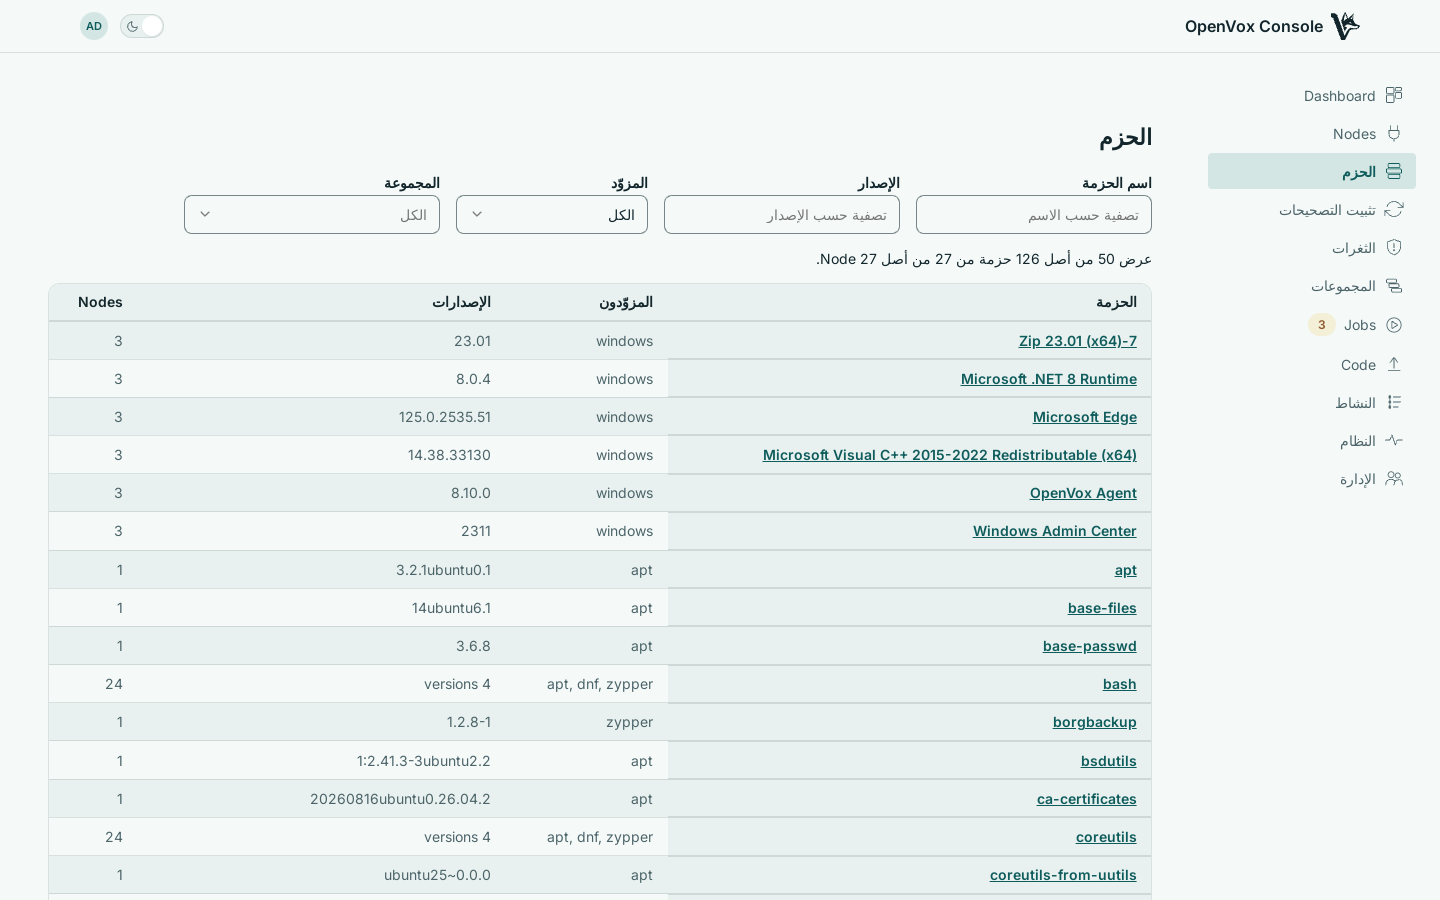 OpenVox Console
AD
Dashboard
Nodes
الحزم
تثبيت التصحيحات
الثغرات
المجموعات
Jobs 3
Code
النشاط
النظام
الإدارة
الحزم
اسم الحزمة الإصدار المزوّد المجموعة
تصفية حسب الاسم تصفية حسب الإصدار الكل الكل
عرض 50 من أصل 126 حزمة من 27 من أصل 27 Node.
الحزمة المزوّدون الإصدارات Nodes
Zip 23.01 (x64)-7 windows 23.01 3
Microsoft .NET 8 Runtime windows 8.0.4 3
Microsoft Edge windows 125.0.2535.51 3
Microsoft Visual C++ 2015-2022 Redistributable (x64) windows 14.38.33130 3
OpenVox Agent windows 8.10.0 3
Windows Admin Center windows 2311 3
apt apt 3.2.1ubuntu0.1 1
base-files apt 14ubuntu6.1 1
base-passwd apt 3.6.8 1
bash apt, dnf, zypper versions 4 24
borgbackup zypper 1.2.8-1 1
bsdutils apt 1:2.41.3-3ubuntu2.2 1
ca-certificates apt 20260816ubuntu0.26.04.2 1
coreutils apt, dnf, zypper versions 4 24
coreutils-from-uutils apt ubuntu25~0.0.0 1